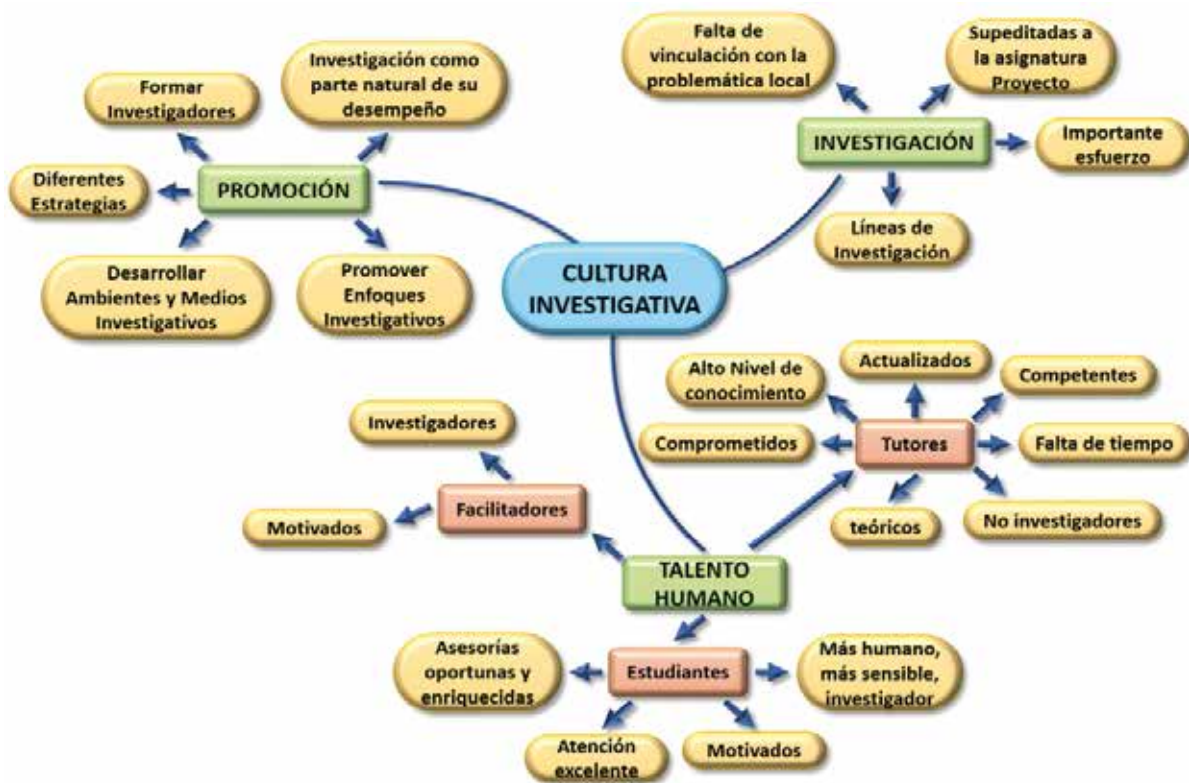 Formar
Investigadores
Investigación como
parte natural de su
desempeño
Diferentes
Estrategias
PROMOCIÓN
Desarrollar
Ambientes y Medios
Investigativos
Promover
Enfoques
Investigativos
Falta de
vinculación con la
problemática local
Supeditadas a
la asignatura
Proyecto
INVESTIGACIÓN
Importante
esfuerzo
Líneas de
Investigación
CULTURA
INVESTIGATIVA
Alto Nivel de
conocimiento
Actualizados
Competentes
Comprometidos
Tutores
Falta de tiempo
teóricos
No investigadores
Investigadores
Facilitadores
Motivados
TALENTO
HUMANO
Asesorías
oportunas y
enriquecidas
Estudiantes
Más humano,
más sensible,
investigador
Atención
excelente
Motivados